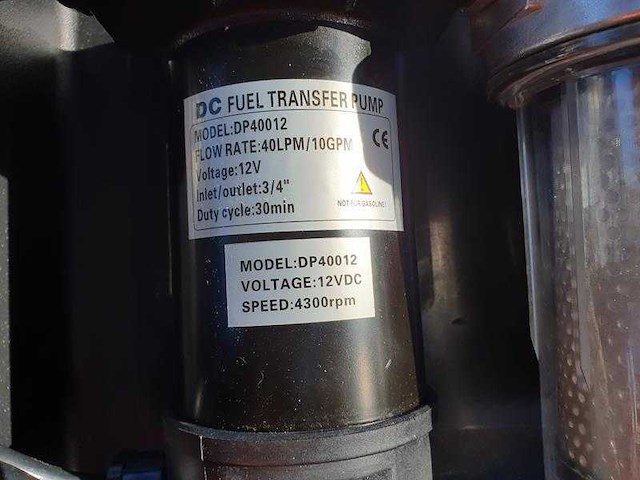 DC FUEL TRANSFER PUMP
MODEL:DP40012
FLOW RATE:40LPM/10GPM
CE
Voltage:12V
Inlet/outlet:3/4"
NOT FUR GASOLINE
Duty cycle:30min
MODEL:DP40012
VOLTAGE:12VDC
SPEED:4300rpm